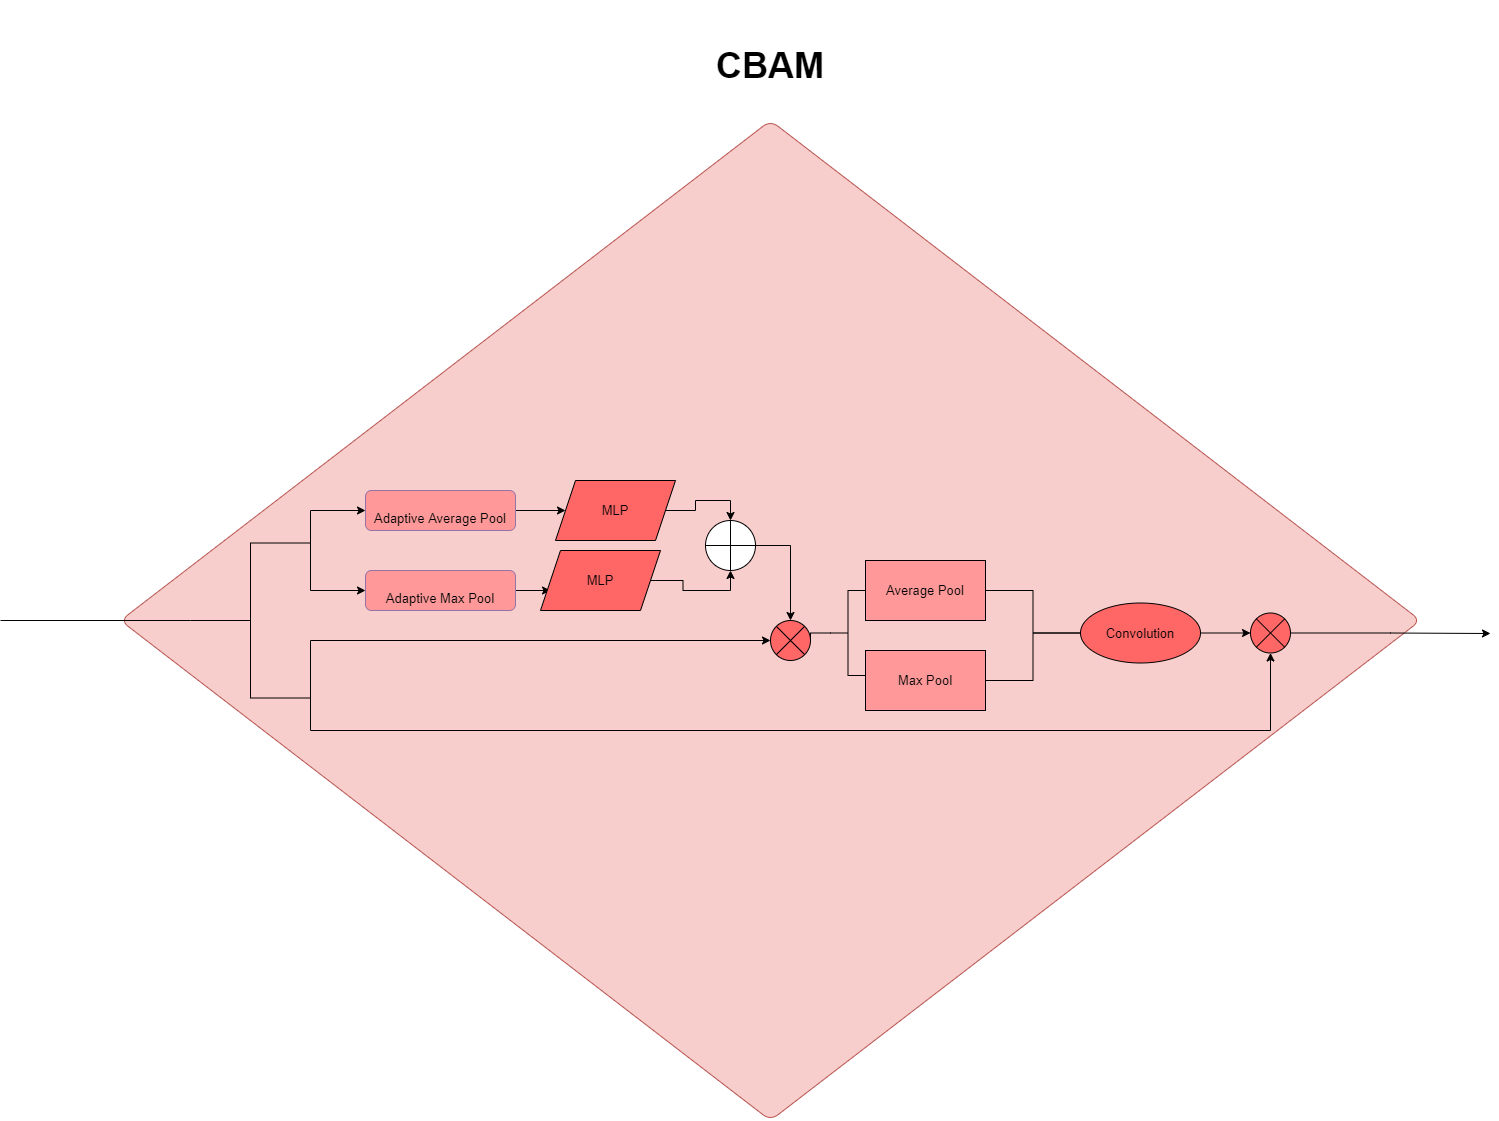 CBAM
Adaptive Average Pool
MLP
Adaptive Max Pool
MLP
Average Pool
Max Pool
Convolution